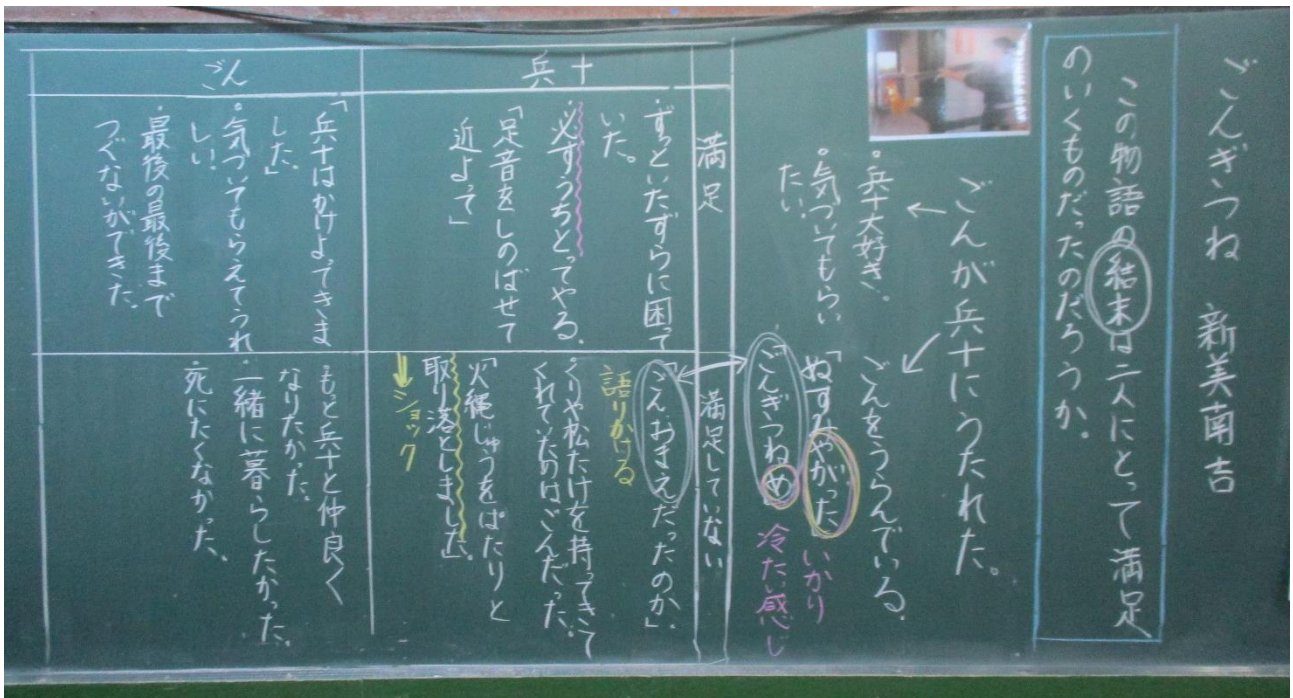 ごんぎつね 新美南吉
この物語の結末は二人にとって満足
のいくものだったのだろうか。
ごんが兵十にうたれた。
・兵十大好き。
・気づいてもらい
たい
ごんをうらんでいる。
「ぬすみやがった」
いかり
ごんぎつねめ
冷たい感じ
満足
満足していない
兵十
・ずっといたずらに困って
いた。
・必ずうちとってやる。
「足音をしのばせて
近よって」
「ごんおまえだったのか」
語りかける
・くりや松たけを持ってきて
くれていたのはごんだった。
「火縄じゅうをばたりと
取り落としました」。
ショック
ごん
「兵十はかけよってきま
した」
・気づいてもらえてうれ
しい!
・最後の最後まで
つぐないができた。
・もっと兵十と仲良く
なりたかった。
・一緒に暮らしたかった。
・死にたくなかった。